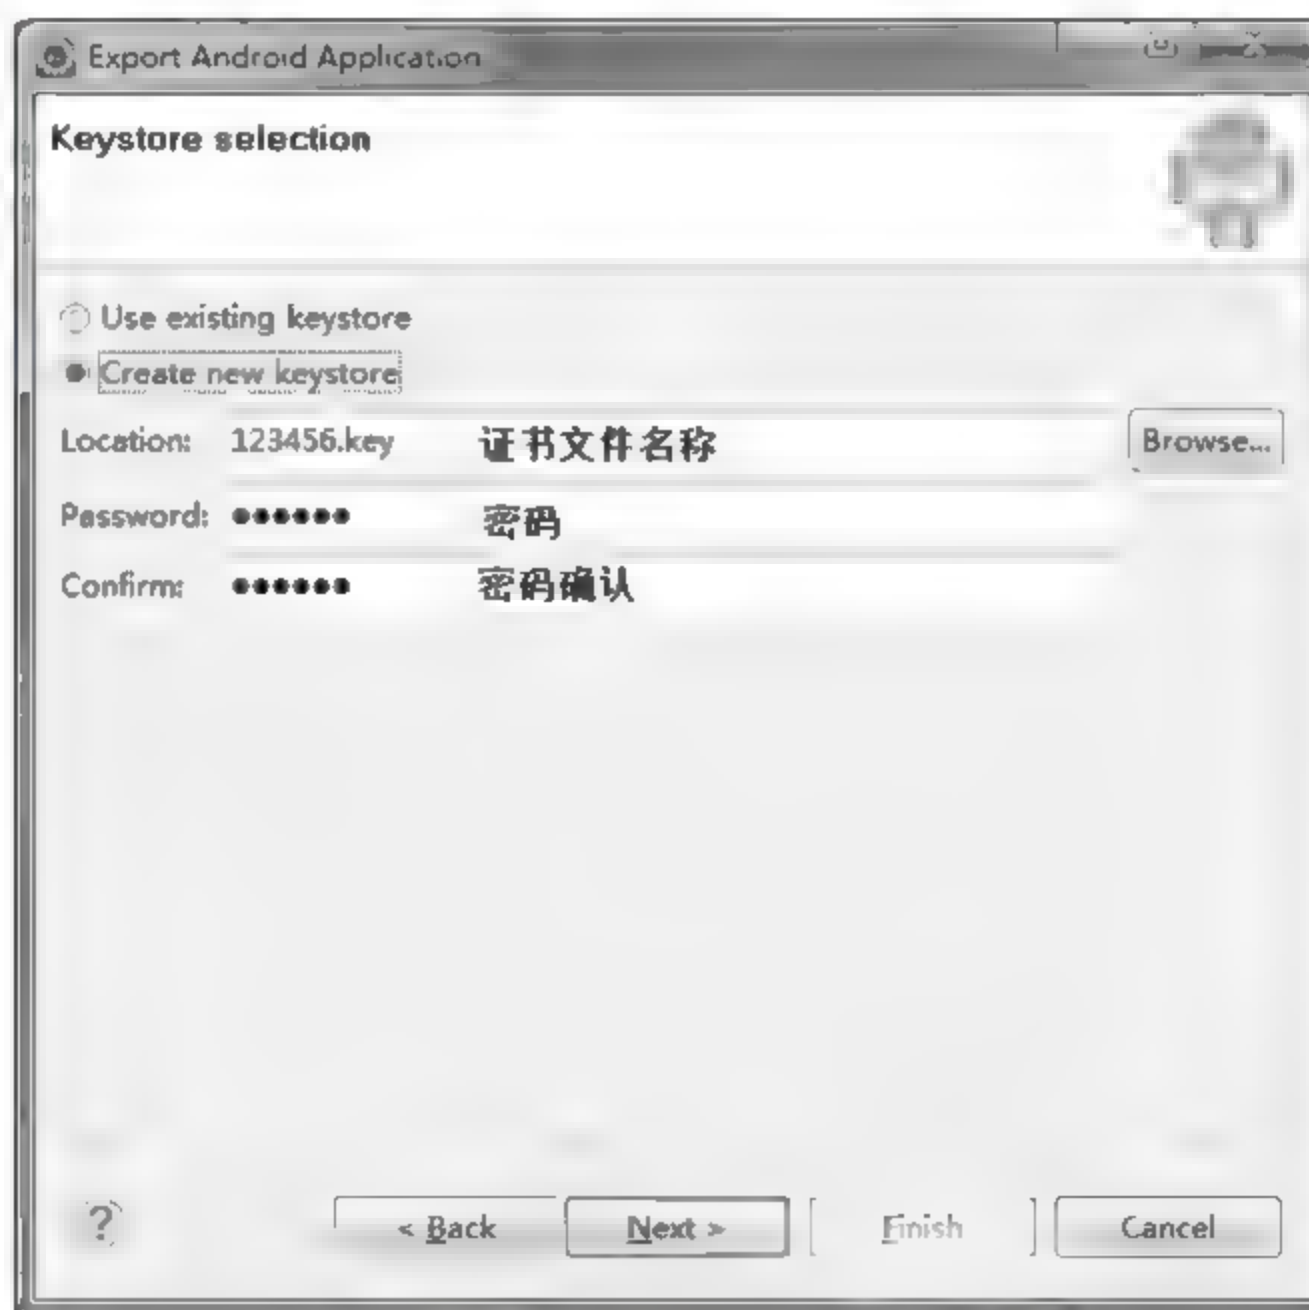 Export Android Application
Keystore selection
Use existing keystore
Create new keystore
Location: 123456.key 证书文件名称 Browse...
Password: ●●●●●● 密码
Confirm: ●●●●●● 密码确认
? < Back Next > Finish Cancel